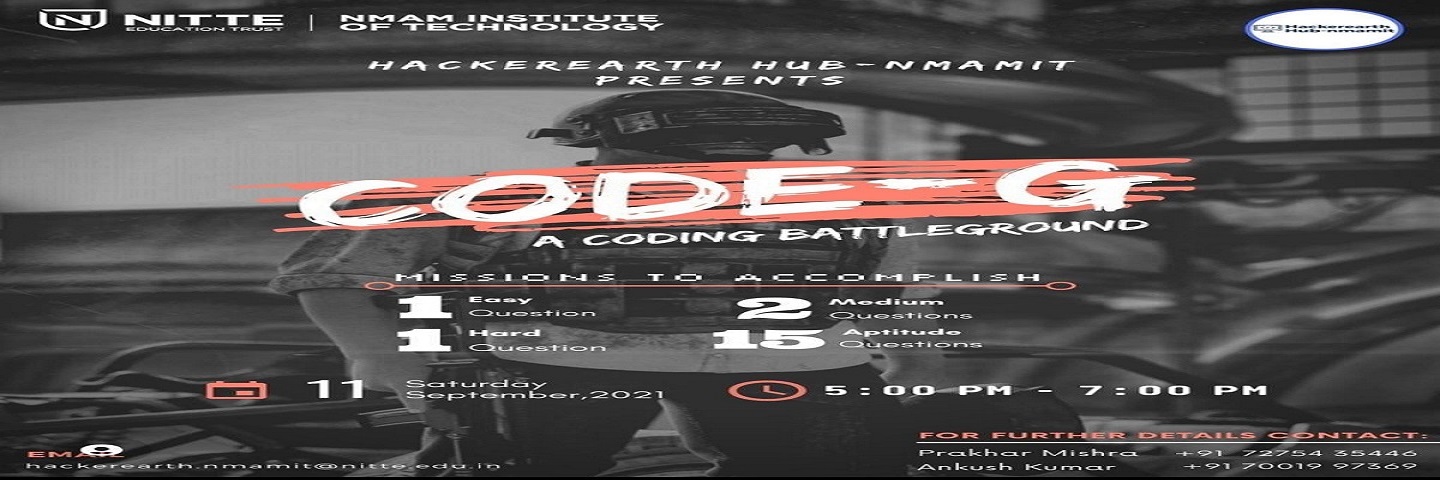 NITTE
EDUCATION TRUST
NMAM INSTITUTE
OF TECHNOLOGY
Hackerearth
Hub-nmamit
HACKEREARTH HUB-NMAMIT
PRESENTS
CODE-G
A CODING BATTLEGROUND
MISSIONS TO ACCOMPLISH
1 Easy Question
2 Medium Questions
1 Hard Question
15 Aptitude Questions
11 Saturday
September,2021
5:00 PM - 7:00 PM
EMAIL
hackerearth.nmamit@nitte.edu.in
FOR FURTHER DETAILS CONTACT:
Prakhar Mishra +91 72754 35446
Ankush Kumar +91 70019 97369